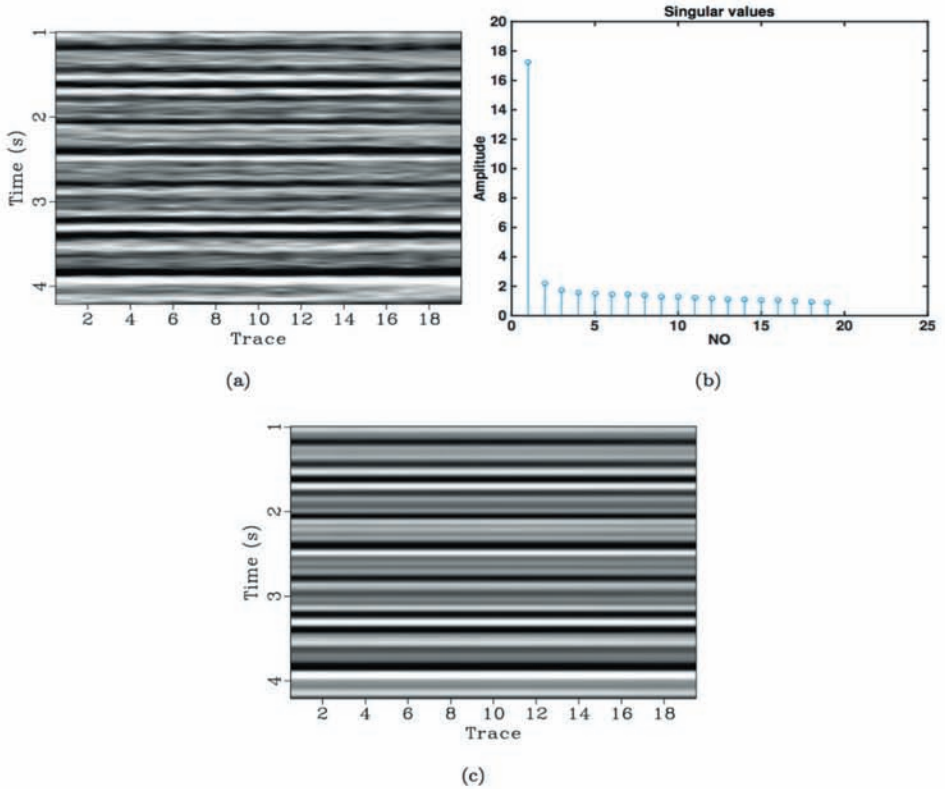 1
2
3
4
Time (s)
2 4 6 8 10 12 14 16 18
Trace
(a)
Singular values
20
18
16
14
12
10
8
6
4
2
0
Amplitude
0 5 10 15 20 25
NO
(b)
1
2
3
4
Time (s)
2 4 6 8 10 12 14 16 18
Trace
(c)